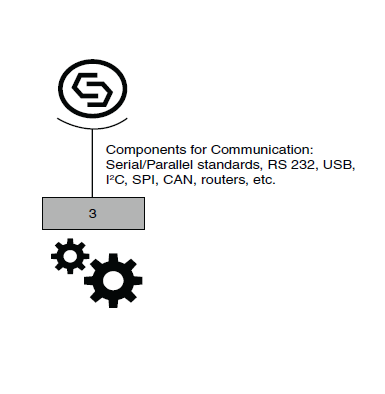 Components for Communication:
Serial/Parallel standards, RS 232, USB,
I²C, SPI, CAN, routers, etc.
3